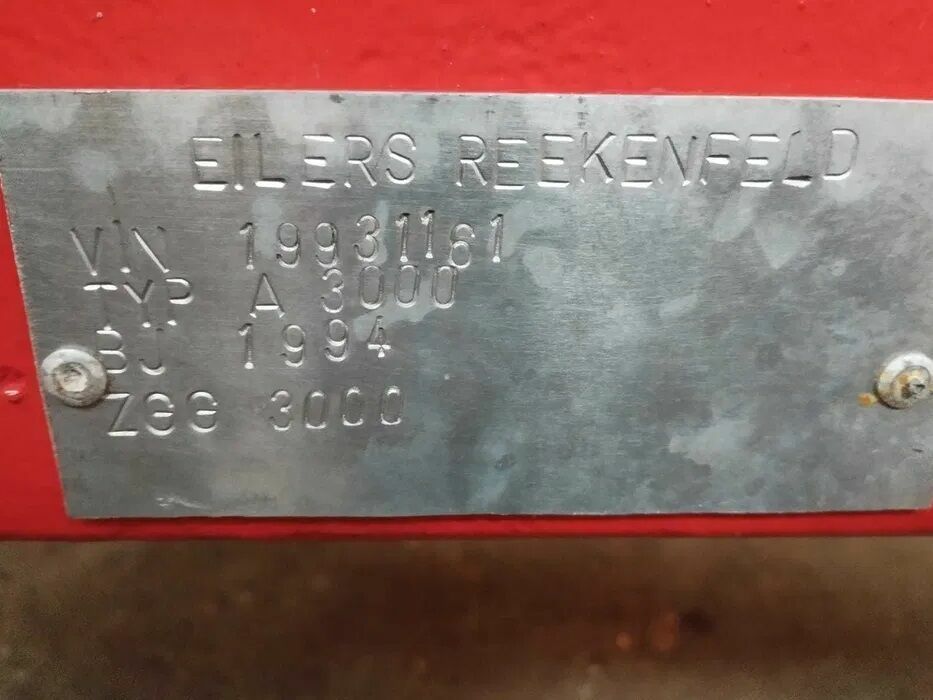 EILERS REEKENFELD
VIN 19931161
TYP A 3000
BJ 1994
ZGG 3000